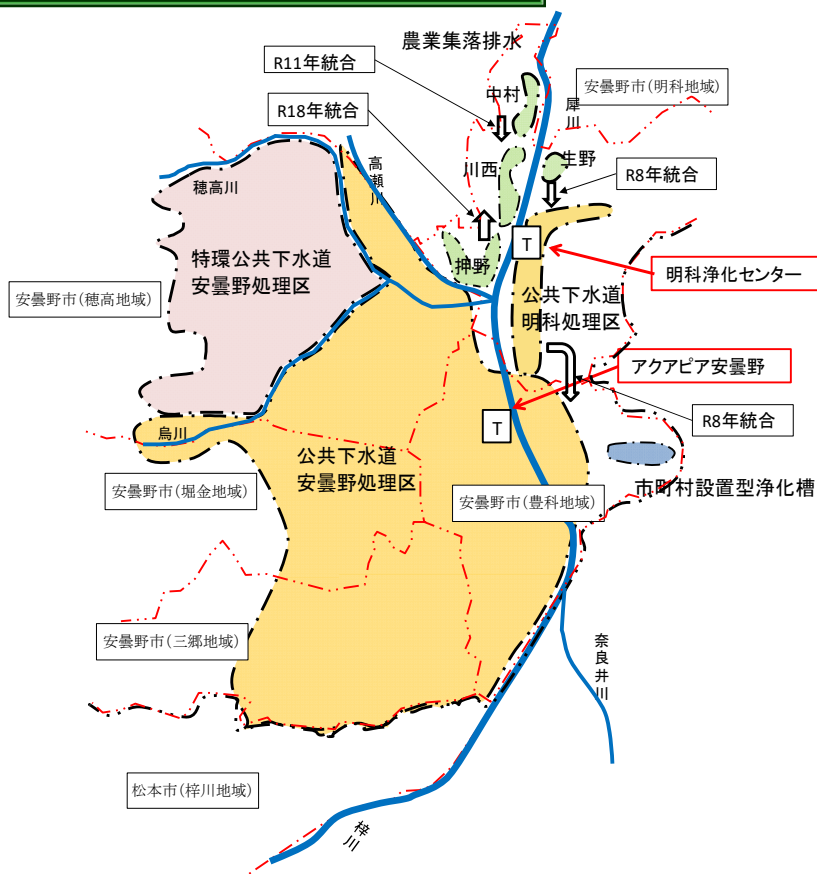 農業集落排水
R11年統合
中村
安曇野市(明科地域)
犀川
R18年統合
高瀬川
川西
生野
R8年統合
穂高川
特環公共下水道
安曇野処理区
T
押野
明科浄化センター
安曇野市(穂高地域)
公共下水道
明科処理区
アクアピア安曇野
R8年統合
T
烏川
公共下水道
安曇野処理区
市町村設置型浄化槽
安曇野市(堀金地域)
安曇野市(豊科地域)
安曇野市(三郷地域)
奈良井川
松本市(梓川地域)
梓川